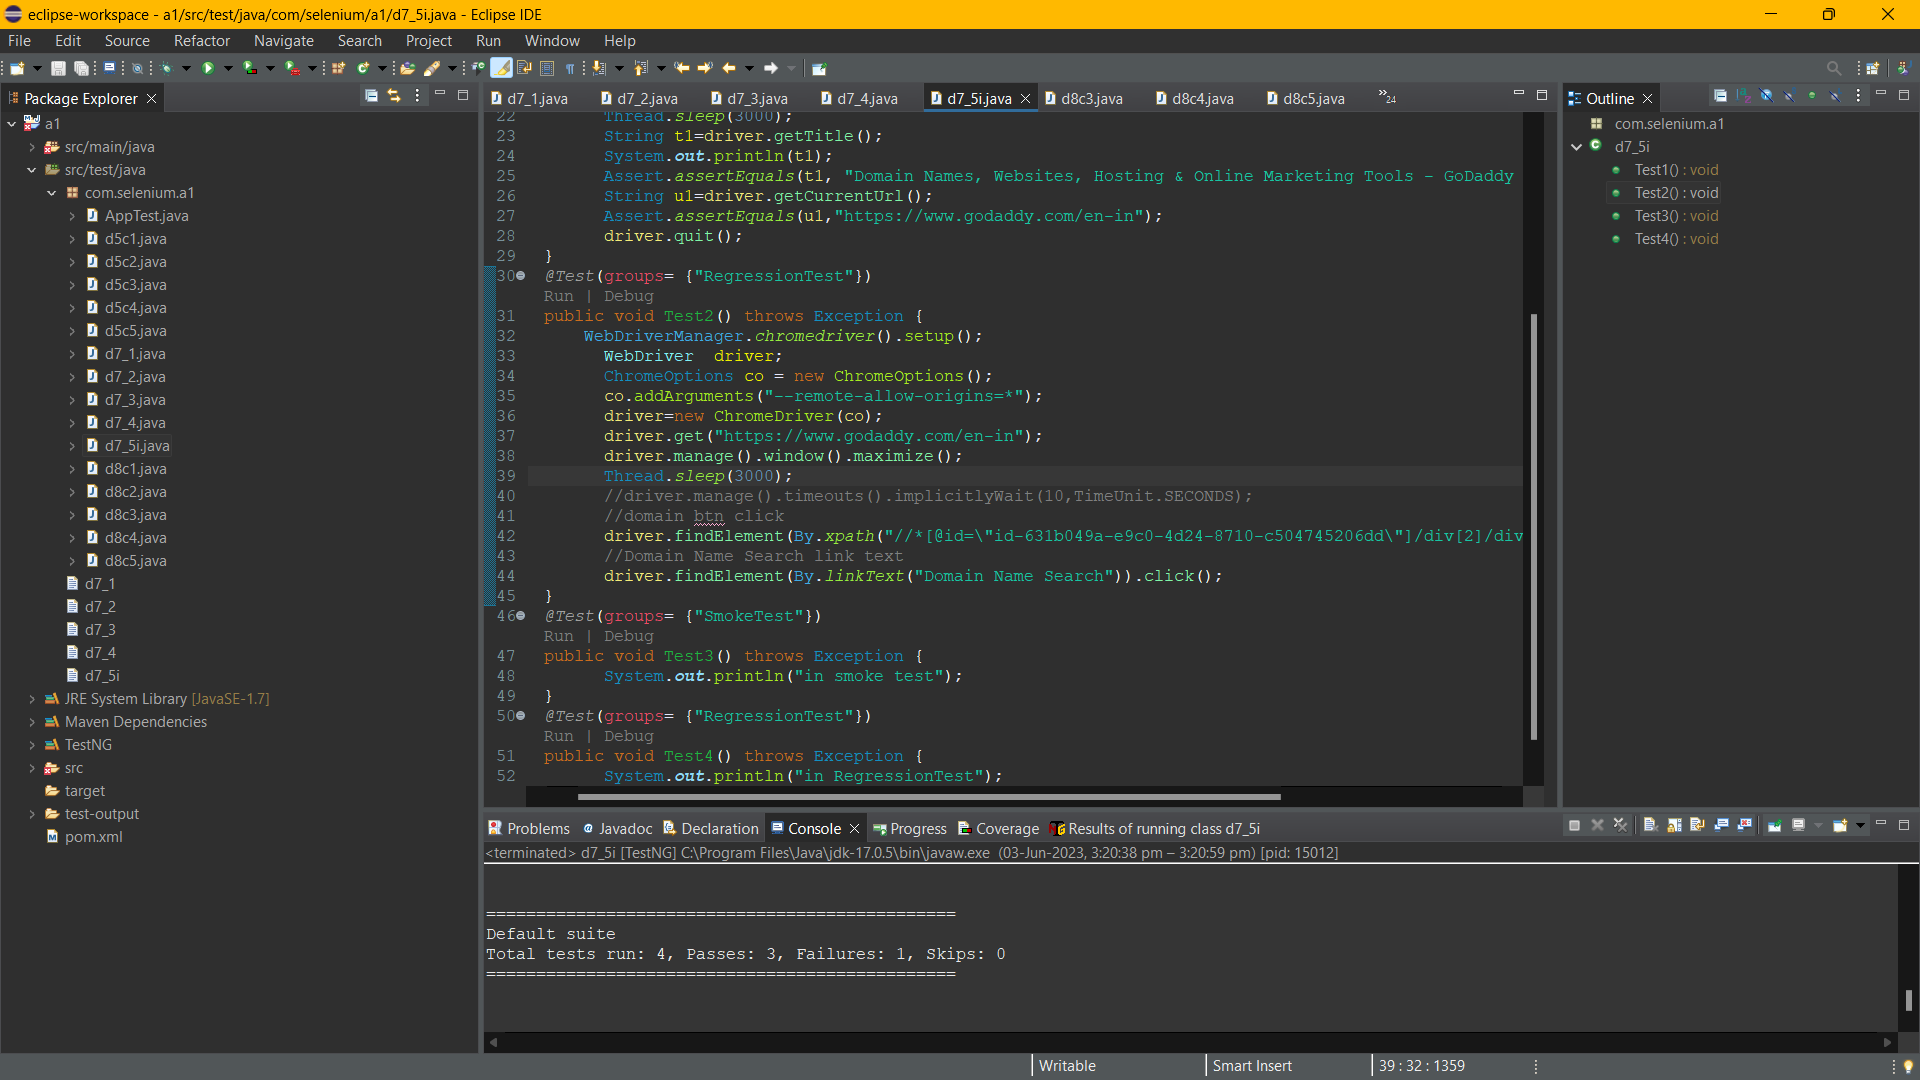 eclipse-workspace - a1/src/test/java/com/selenium/a1/d7_5i.java - Eclipse IDE
File Edit Source Refactor Navigate Search Project Run Window Help
Package Explorer
a1
src/main/java
src/test/java
com.selenium.a1
AppTest.java
d5c1.java
d5c2.java
d5c3.java
d5c4.java
d5c5.java
d7_1.java
d7_2.java
d7_3.java
d7_4.java
d7_5i.java
d8c1.java
d8c2.java
d8c3.java
d8c4.java
d8c5.java
d7_1
d7_2
d7_3
d7_4
d7_5i
JRE System Library [JavaSE-1.7]
Maven Dependencies
TestNG
src
target
test-output
pom.xml
d7_1.java d7_2.java d7_3.java d7_4.java d7_5i.java d8c3.java d8c4.java d8c5.java »24
22 Thread.sleep(3000);
23 String t1=driver.getTitle();
24 System.out.println(t1);
25 Assert.assertEquals(t1, "Domain Names, Websites, Hosting & Online Marketing Tools - GoDaddy
26 String u1=driver.getCurrentUrl();
27 Assert.assertEquals(u1,"https://www.godaddy.com/en-in");
28 driver.quit();
29 }
30 @Test(groups= {"RegressionTest"})
Run | Debug
31 public void Test2() throws Exception {
32 WebDriverManager.chromedriver().setup();
33 WebDriver  driver;
34 ChromeOptions co = new ChromeOptions();
35 co.addArguments("--remote-allow-origins=*");
36 driver=new ChromeDriver(co);
37 driver.get("https://www.godaddy.com/en-in");
38 driver.manage().window().maximize();
39 Thread.sleep(3000);
40 //driver.manage().timeouts().implicitlyWait(10,TimeUnit.SECONDS);
41 //domain btn click
42 driver.findElement(By.xpath("//*[@id=\"id-631b049a-e9c0-4d24-8710-c504745206dd\"]/div[2]/div
43 //Domain Name Search link text
44 driver.findElement(By.linkText("Domain Name Search")).click();
45 }
46 @Test(groups= {"SmokeTest"})
Run | Debug
47 public void Test3() throws Exception {
48 System.out.println("in smoke test");
49 }
50 @Test(groups= {"RegressionTest"})
Run | Debug
51 public void Test4() throws Exception {
52 System.out.println("in RegressionTest");
Outline
com.selenium.a1
d7_5i
Test1() : void
Test2() : void
Test3() : void
Test4() : void
Problems Javadoc Declaration Console Progress Coverage Results of running class d7_5i
<terminated> d7_5i [TestNG] C:\Program Files\Java\jdk-17.0.5\bin\javaw.exe (03-Jun-2023, 3:20:38 pm – 3:20:59 pm) [pid: 15012]
===============================================
Default suite
Total tests run: 4, Passes: 3, Failures: 1, Skips: 0
===============================================
Writable Smart Insert 39 : 32 : 1359